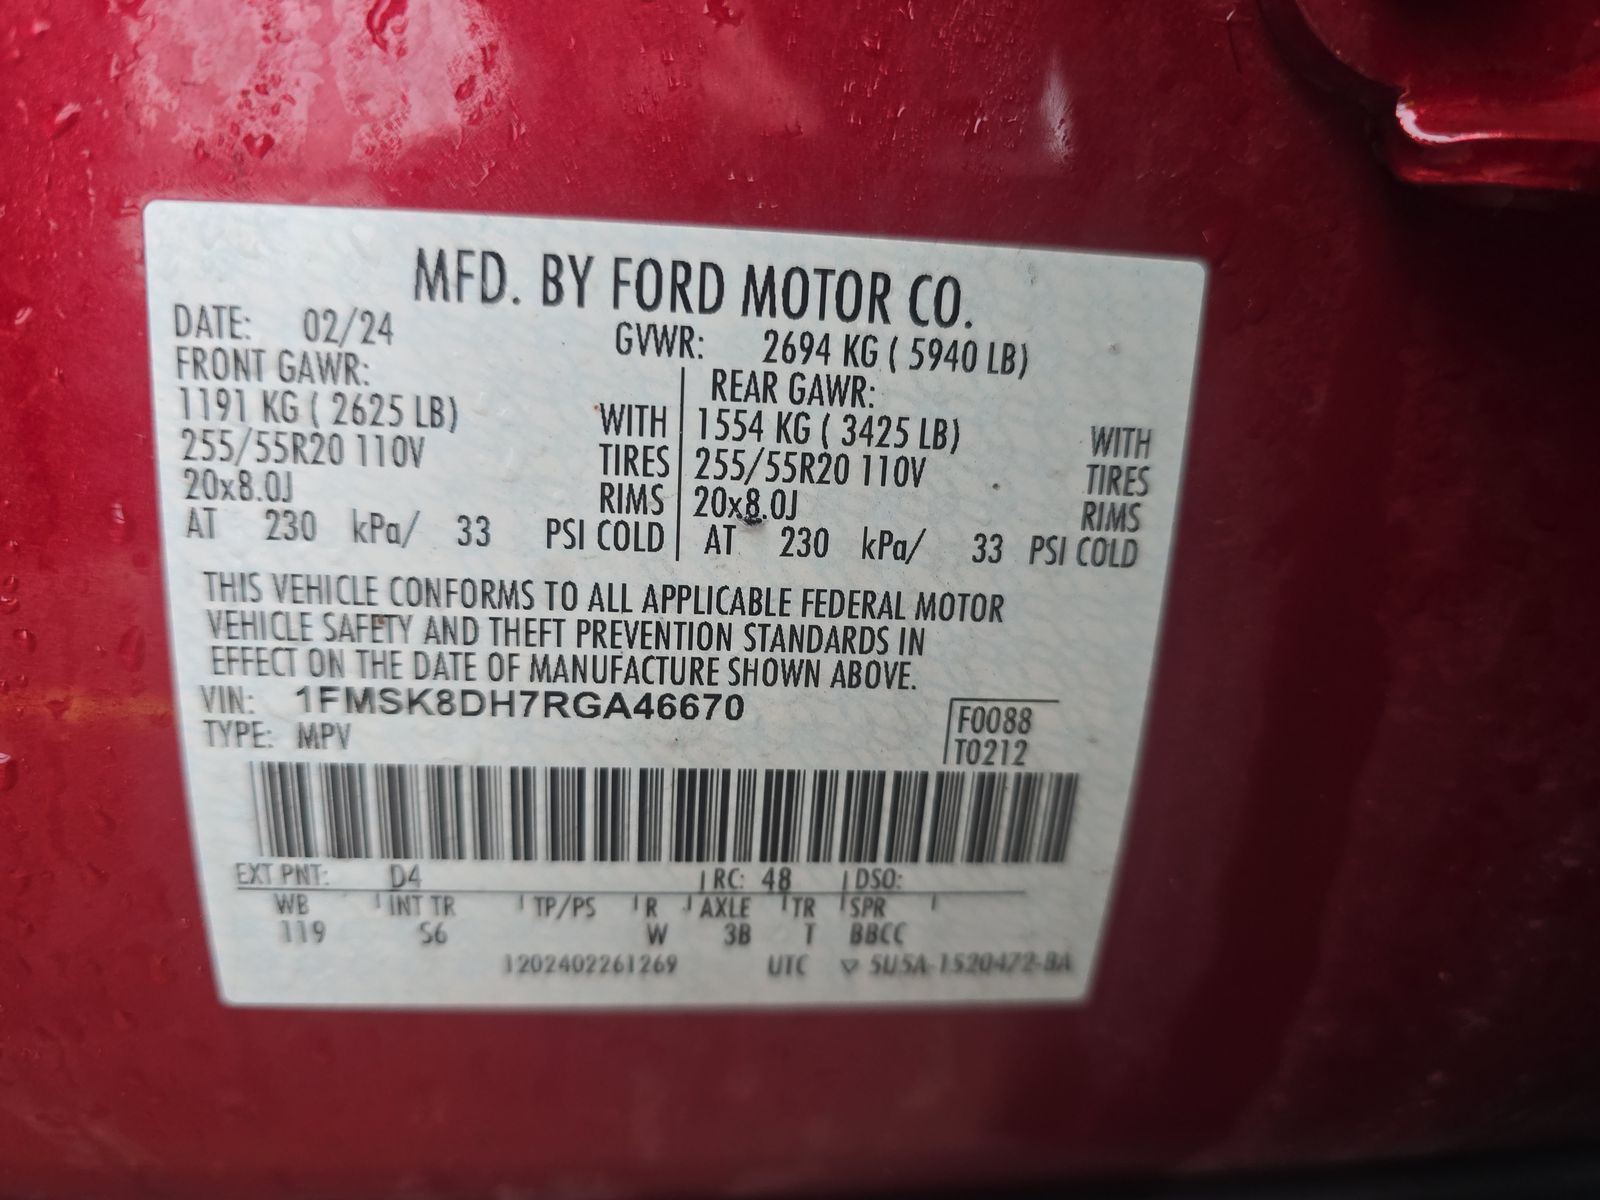 MFD. BY FORD MOTOR CO.
DATE: 02/24 GVWR: 2694 KG ( 5940 LB)
FRONT GAWR: REAR GAWR:
1191 KG ( 2625 LB) WITH 1554 KG ( 3425 LB) WITH
255/55R20 110V TIRES 255/55R20 110V TIRES
20x8.0J RIMS 20x8.0J RIMS
AT 230 kPa/ 33 PSI COLD AT 230 kPa/ 33 PSI COLD
THIS VEHICLE CONFORMS TO ALL APPLICABLE FEDERAL MOTOR
VEHICLE SAFETY AND THEFT PREVENTION STANDARDS IN
EFFECT ON THE DATE OF MANUFACTURE SHOWN ABOVE.
VIN: 1FMSK8DH7RGA46670 F0088
TYPE: MPV T0212
EXT PNT: D4 RC: 48 DSO:
WB INT TR TP/PS R AXLE TR SPR
119 S6 W 3B T BBCC
1202402261269 UTC ▽ 5U5A-1520472-BA